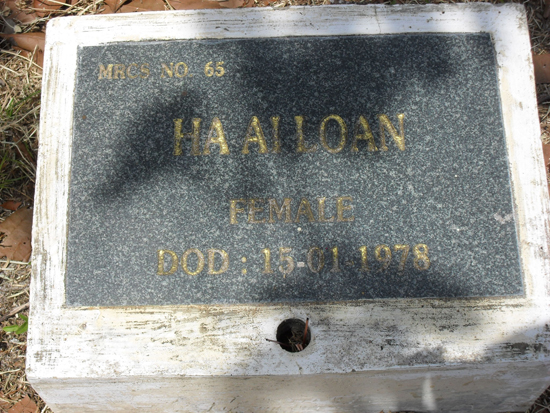 MRCS NO 65
HA AI LOAN
FEMALE
DOD : 15-01-1978